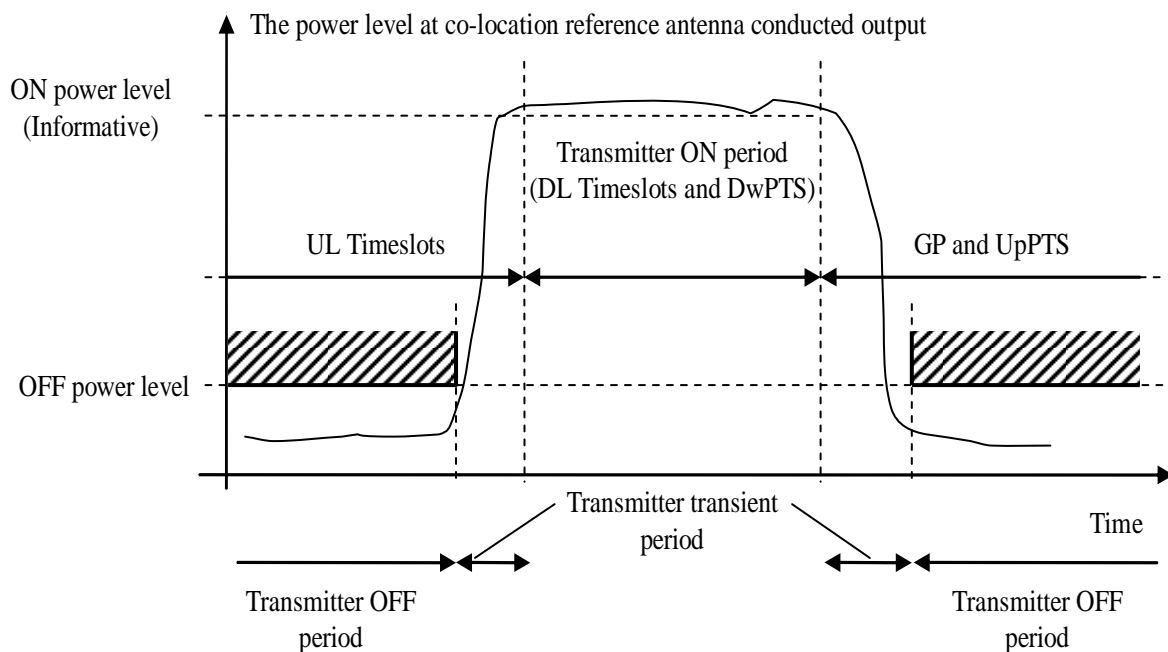 The power level at co-location reference antenna conducted output
ON power level
(Informative)
Transmitter ON period
(DL Timeslots and DwPTS)
UL Timeslots
GP and UpPTS
OFF power level
Transmitter transient
period
Time
Transmitter OFF
period
Transmitter OFF
period